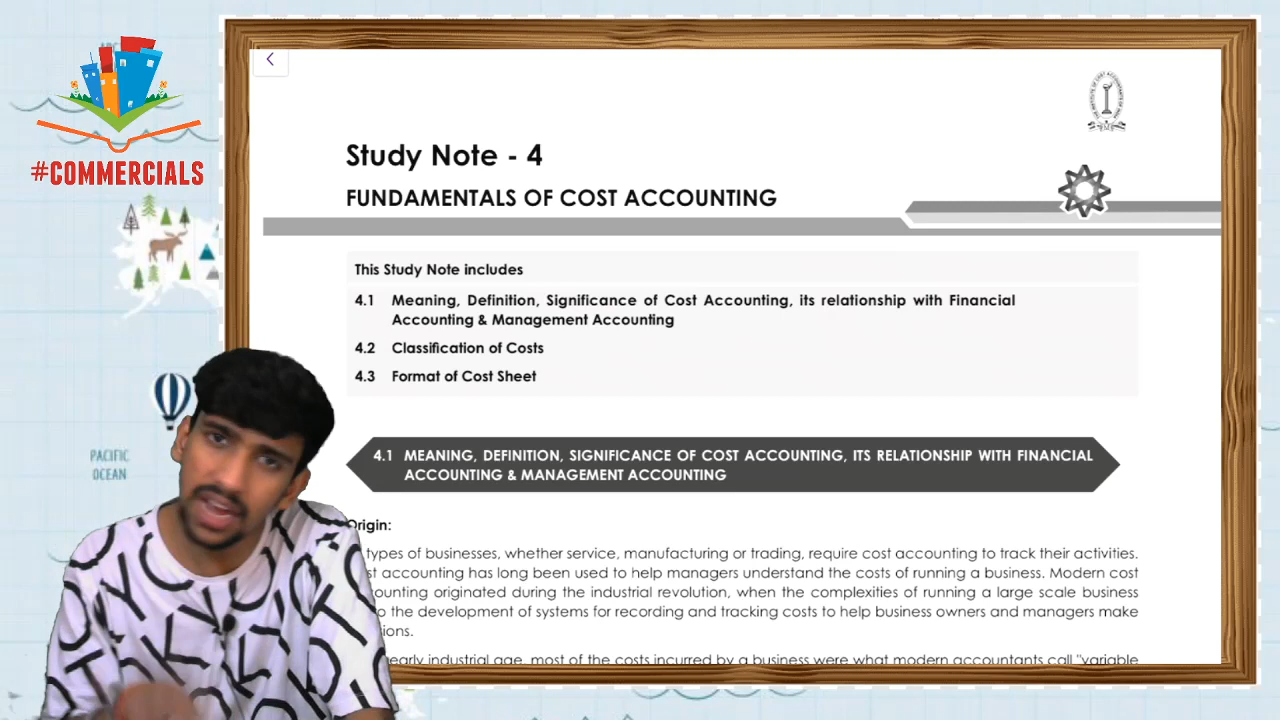 #COMMERCIALS
PACIFIC
OCEAN
Study Note - 4
FUNDAMENTALS OF COST ACCOUNTING
This Study Note includes
4.1 Meaning, Definition, Significance of Cost Accounting, its relationship with Financial
Accounting & Management Accounting
4.2 Classification of Costs
4.3 Format of Cost Sheet
4.1 MEANING, DEFINITION, SIGNIFICANCE OF COST ACCOUNTING, ITS RELATIONSHIP WITH FINANCIAL
ACCOUNTING & MANAGEMENT ACCOUNTING
Origin:
types of businesses, whether service, manufacturing or trading, require cost accounting to track their activities.
accounting has long been used to help managers understand the costs of running a business. Modern cost
originated during the industrial revolution, when the complexities of running a large scale business
the development of systems for recording and tracking costs to help business owners and managers make
early industrial age, most of the costs incurred by a business were what modern accountants call "variable